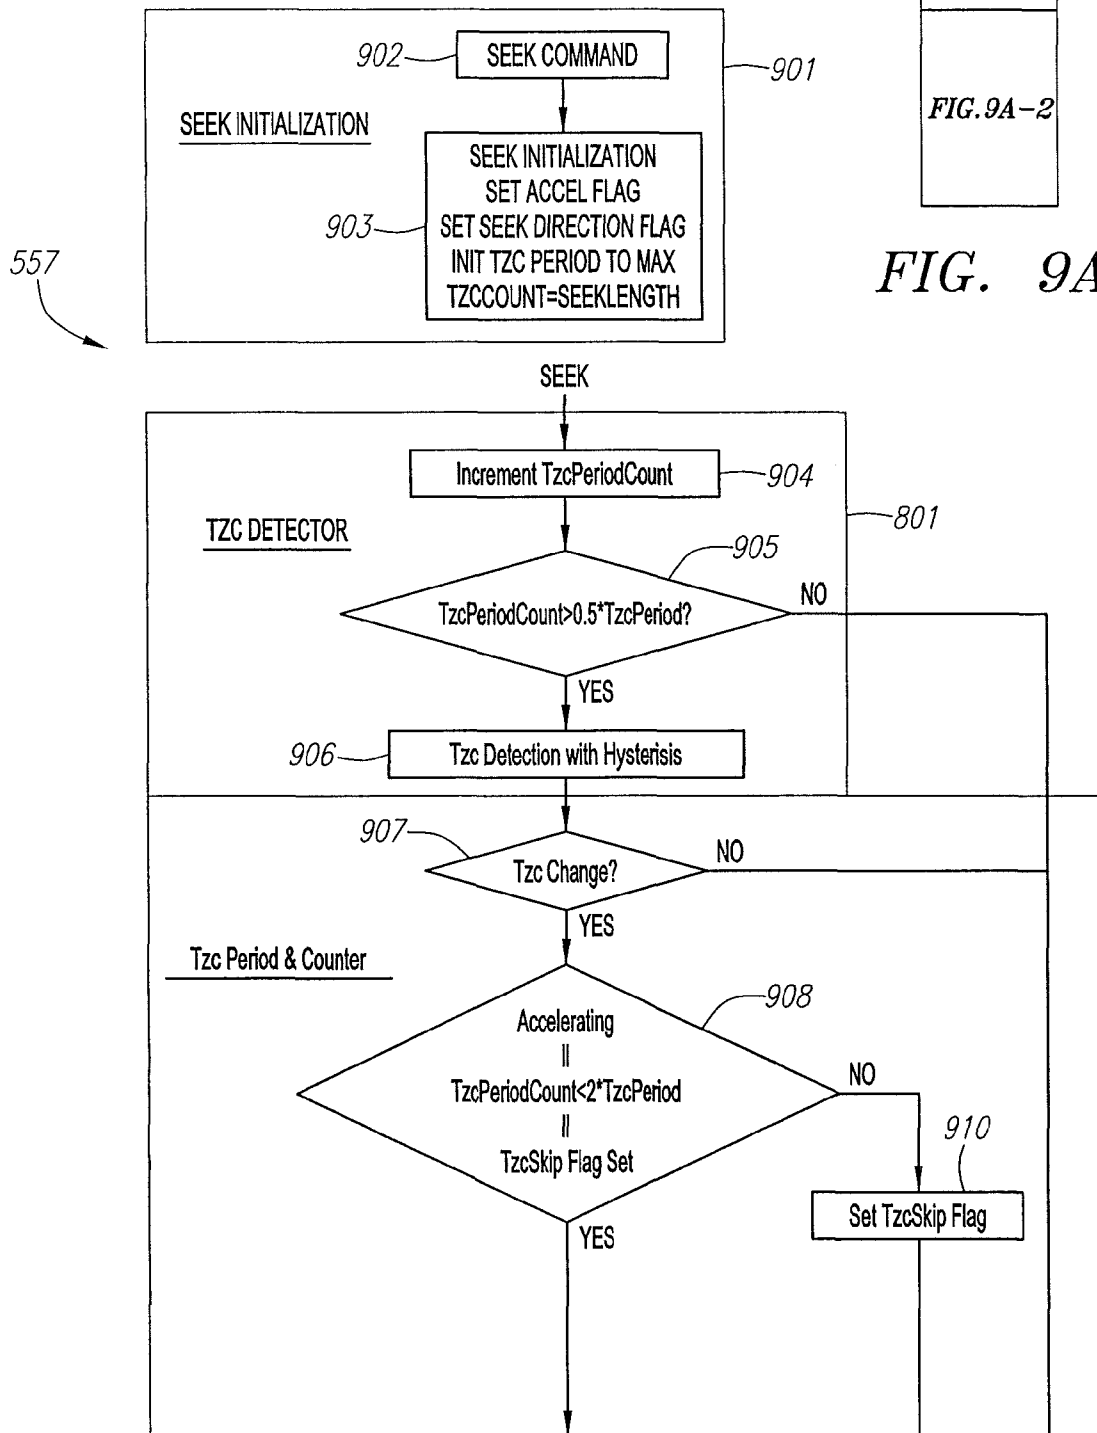 902
SEEK COMMAND
901
SEEK INITIALIZATION
903
SEEK INITIALIZATION
SET ACCEL FLAG
SET SEEK DIRECTION FLAG
INIT TZC PERIOD TO MAX
TZCCOUNT=SEEKLENGTH
FIG. 9A-2
FIG. 9A
557
SEEK
Increment TzcPeriodCount
904
801
TZC DETECTOR
905
TzcPeriodCount>0.5*TzcPeriod?
NO
YES
906
Tzc Detection with Hysterisis
907
Tzc Change?
NO
YES
Tzc Period & Counter
908
Accelerating
||
TzcPeriodCount<2*TzcPeriod
||
TzcSkip Flag Set
NO
YES
910
Set TzcSkip Flag